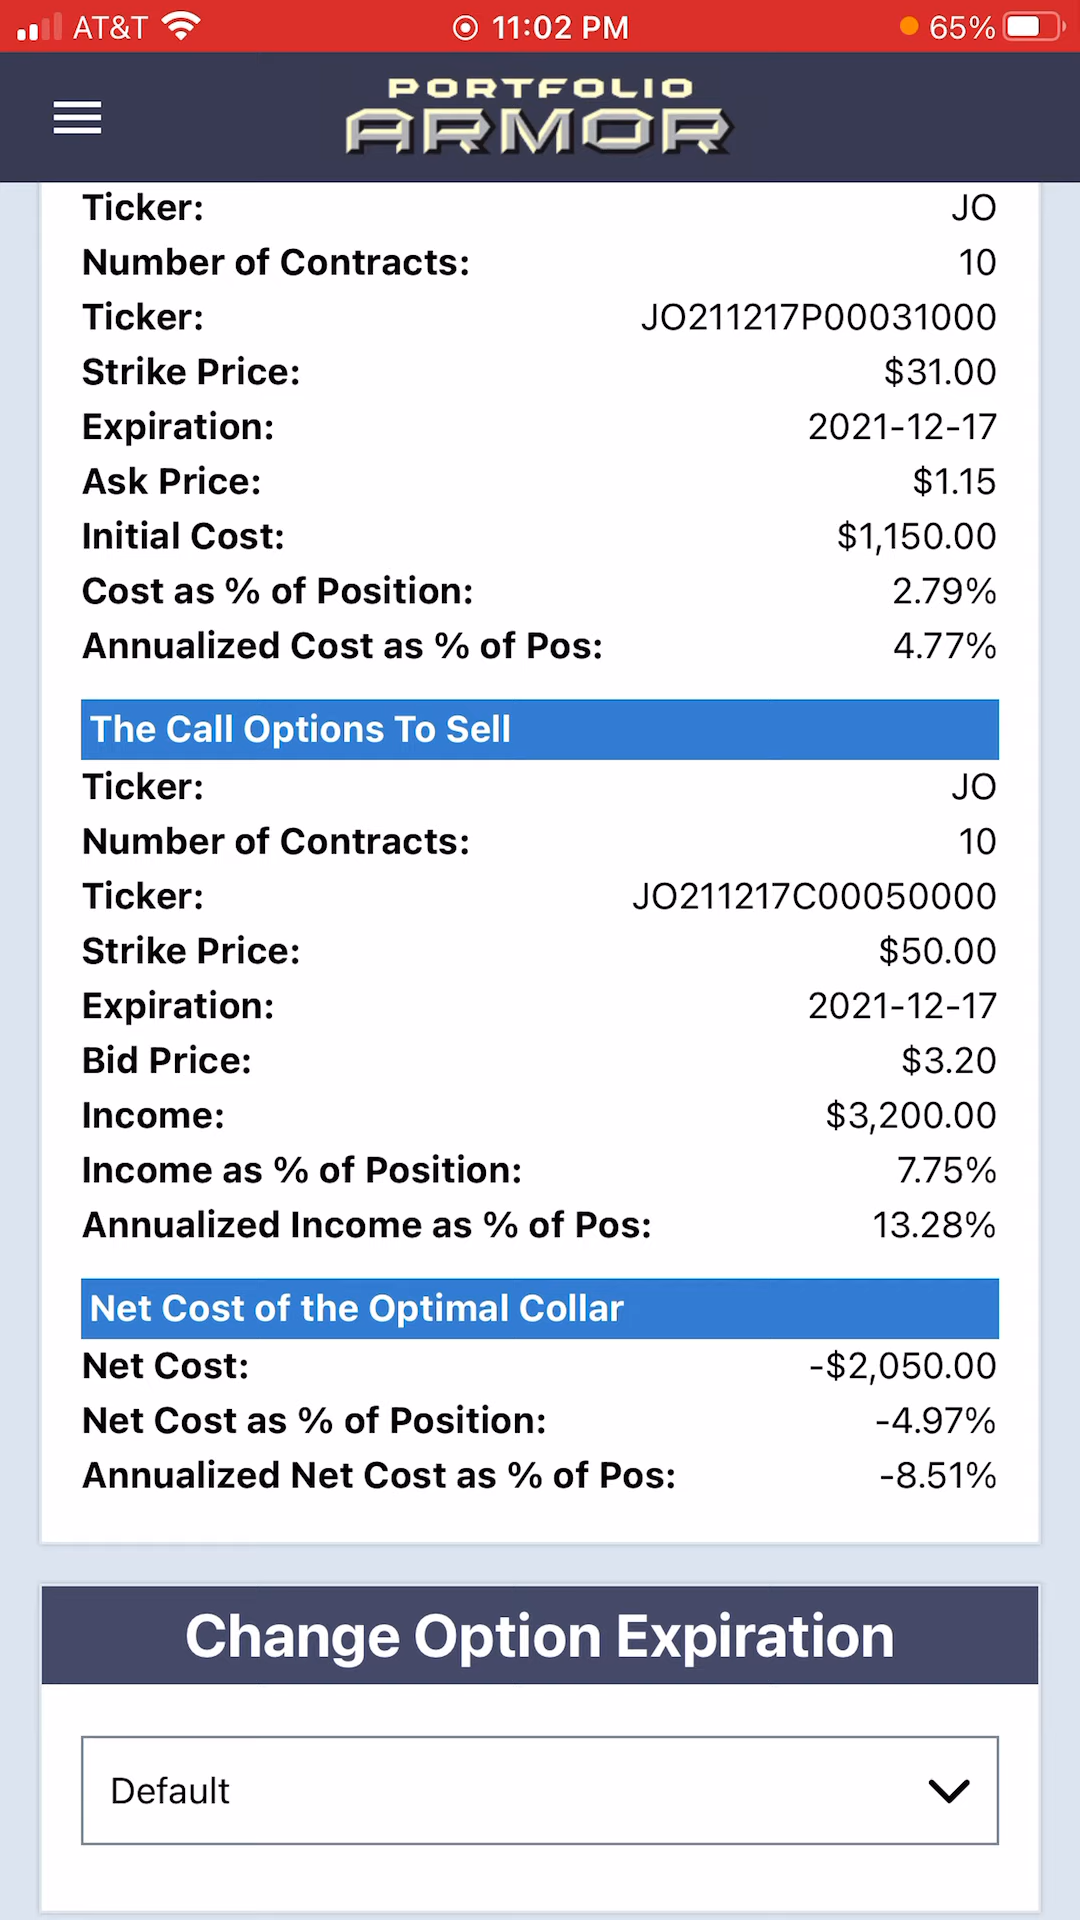 AT&T 11:02 PM 65%
PORTFOLIO
ARMOR
Ticker: JO
Number of Contracts: 10
Ticker: JO211217P00031000
Strike Price: $31.00
Expiration: 2021-12-17
Ask Price: $1.15
Initial Cost: $1,150.00
Cost as % of Position: 2.79%
Annualized Cost as % of Pos: 4.77%
The Call Options To Sell
Ticker: JO
Number of Contracts: 10
Ticker: JO211217C00050000
Strike Price: $50.00
Expiration: 2021-12-17
Bid Price: $3.20
Income: $3,200.00
Income as % of Position: 7.75%
Annualized Income as % of Pos: 13.28%
Net Cost of the Optimal Collar
Net Cost: -$2,050.00
Net Cost as % of Position: -4.97%
Annualized Net Cost as % of Pos: -8.51%
Change Option Expiration
Default